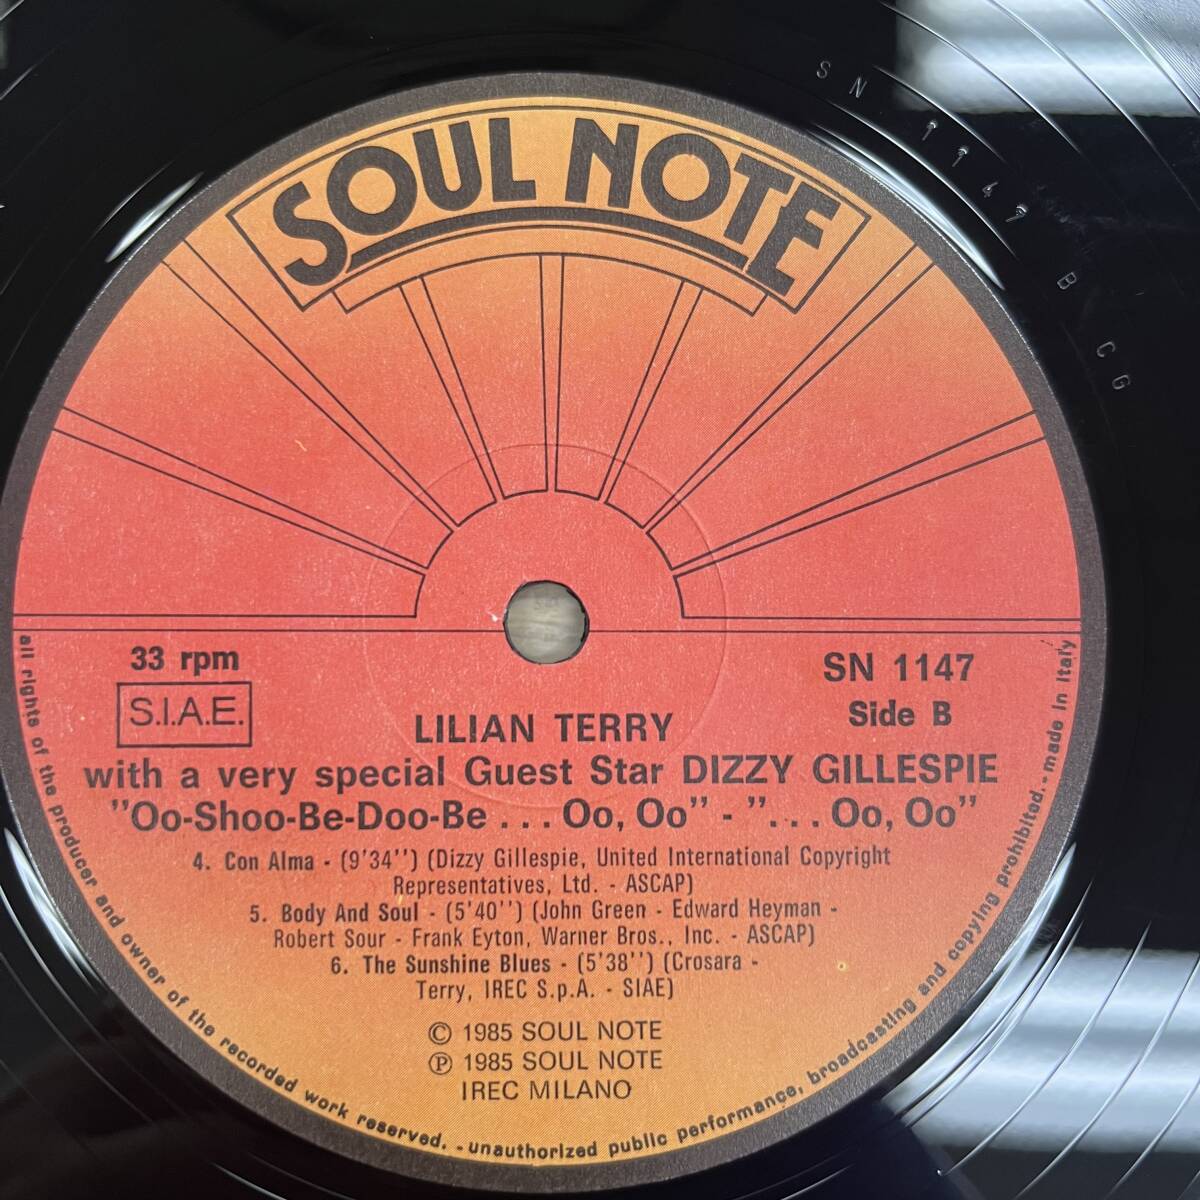 SN 1147 B CG
SOUL NOTE
33 rpm
S.I.A.E.
SN 1147
Side B
LILIAN TERRY
with a very special Guest Star DIZZY GILLESPIE
"Oo-Shoo-Be-Doo-Be ... Oo, Oo" - "... Oo, Oo"
4. Con Alma - (9'34'') (Dizzy Gillespie, United International Copyright
Representatives, Ltd. - ASCAP)
5. Body And Soul - (5'40'') (John Green - Edward Heyman -
Robert Sour - Frank Eyton, Warner Bros., Inc. - ASCAP)
6. The Sunshine Blues - (5'38'') (Crosara -
Terry, IREC S.p.A. - SIAE)
© 1985 SOUL NOTE
℗ 1985 SOUL NOTE
IREC MILANO
all rights of the producer and owner of the recorded work reserved. - unauthorized public performance, broadcasting and copying prohibited. - made in Italy